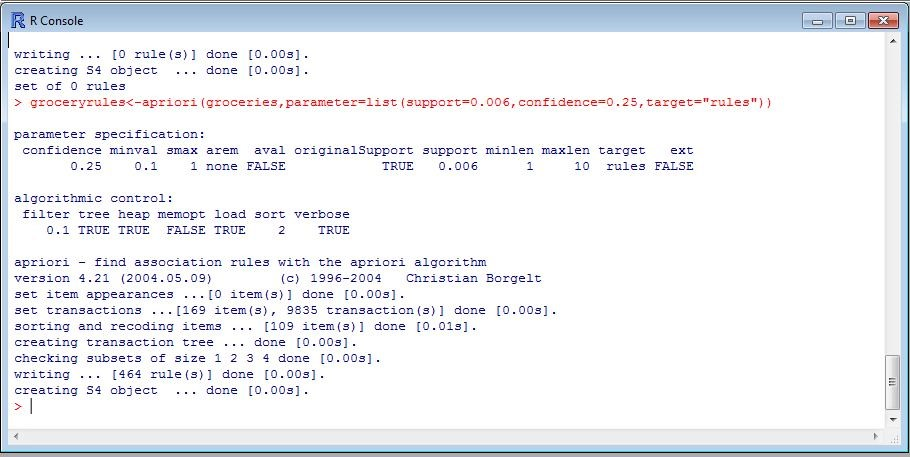 R Console
writing ... [0 rule(s)] done [0.00s].
creating S4 object  ... done [0.00s].
set of 0 rules
> groceryrules<-apriori(groceries,parameter=list(support=0.006,confidence=0.25,target="rules"))
parameter specification:
 confidence minval smax arem  aval originalSupport support minlen maxlen target   ext
       0.25    0.1    1 none FALSE            TRUE   0.006      1     10  rules FALSE
algorithmic control:
 filter tree heap memopt load sort verbose
    0.1 TRUE TRUE  FALSE TRUE    2    TRUE
apriori - find association rules with the apriori algorithm
version 4.21 (2004.05.09)        (c) 1996-2004   Christian Borgelt
set item appearances ...[0 item(s)] done [0.00s].
set transactions ...[169 item(s), 9835 transaction(s)] done [0.00s].
sorting and recoding items ... [109 item(s)] done [0.01s].
creating transaction tree ... done [0.00s].
checking subsets of size 1 2 3 4 done [0.00s].
writing ... [464 rule(s)] done [0.00s].
creating S4 object  ... done [0.00s].
>